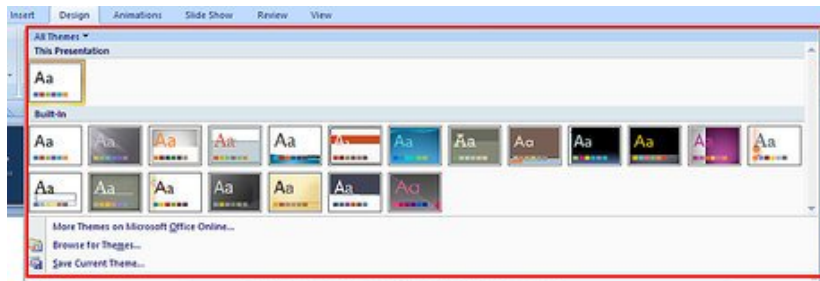 Insert Design Animations Slide Show Review View
All Themes
This Presentation
Aa
Built-In
Aa Aa Aa Aa Aa Aa Aa Aa Aa Aa Aa Aa Aa
Aa Aa Aa Aa Aa Aa Aa
More Themes on Microsoft Office Online...
Browse for Themes...
Save Current Theme...